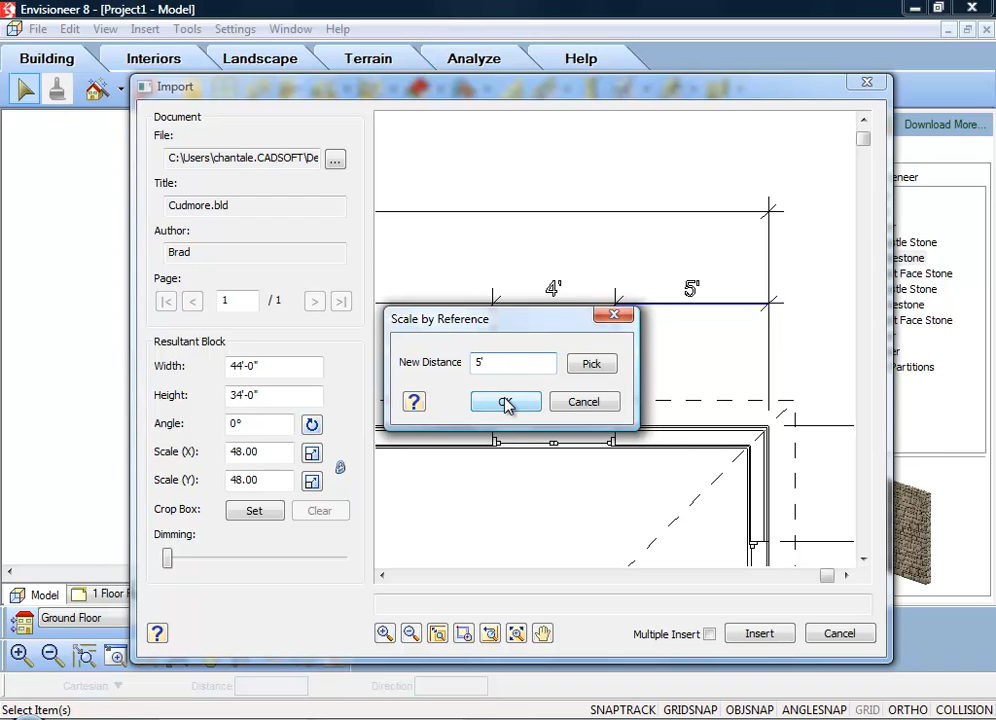 Envisioneer 8 - [Project1 - Model]
File Edit View Insert Tools Settings Window Help
Building Interiors Landscape Terrain Analyze Help
Import
Download More...
Document
File:
C:\Users\chantale.CADSOFT\De ...
Title:
Cudmore.bld
Author:
Brad
Page:
1 / 1
Resultant Block
Width: 44'-0"
Height: 34'-0"
Angle: 0°
Scale (X): 48.00
Scale (Y): 48.00
Crop Box: Set Clear
Dimming:
4' 5'
Scale by Reference
New Distance 5' Pick
OK Cancel
Multiple Insert Insert Cancel
tle Stone
estone
t Face Stone
tle Stone
estone
t Face Stone
Partitions
Model 1 Floor
Ground Floor
Cartesian Distance Direction
Select Item(s) SNAPTRACK GRIDSNAP OBJSNAP ANGLESNAP GRID ORTHO COLLISION